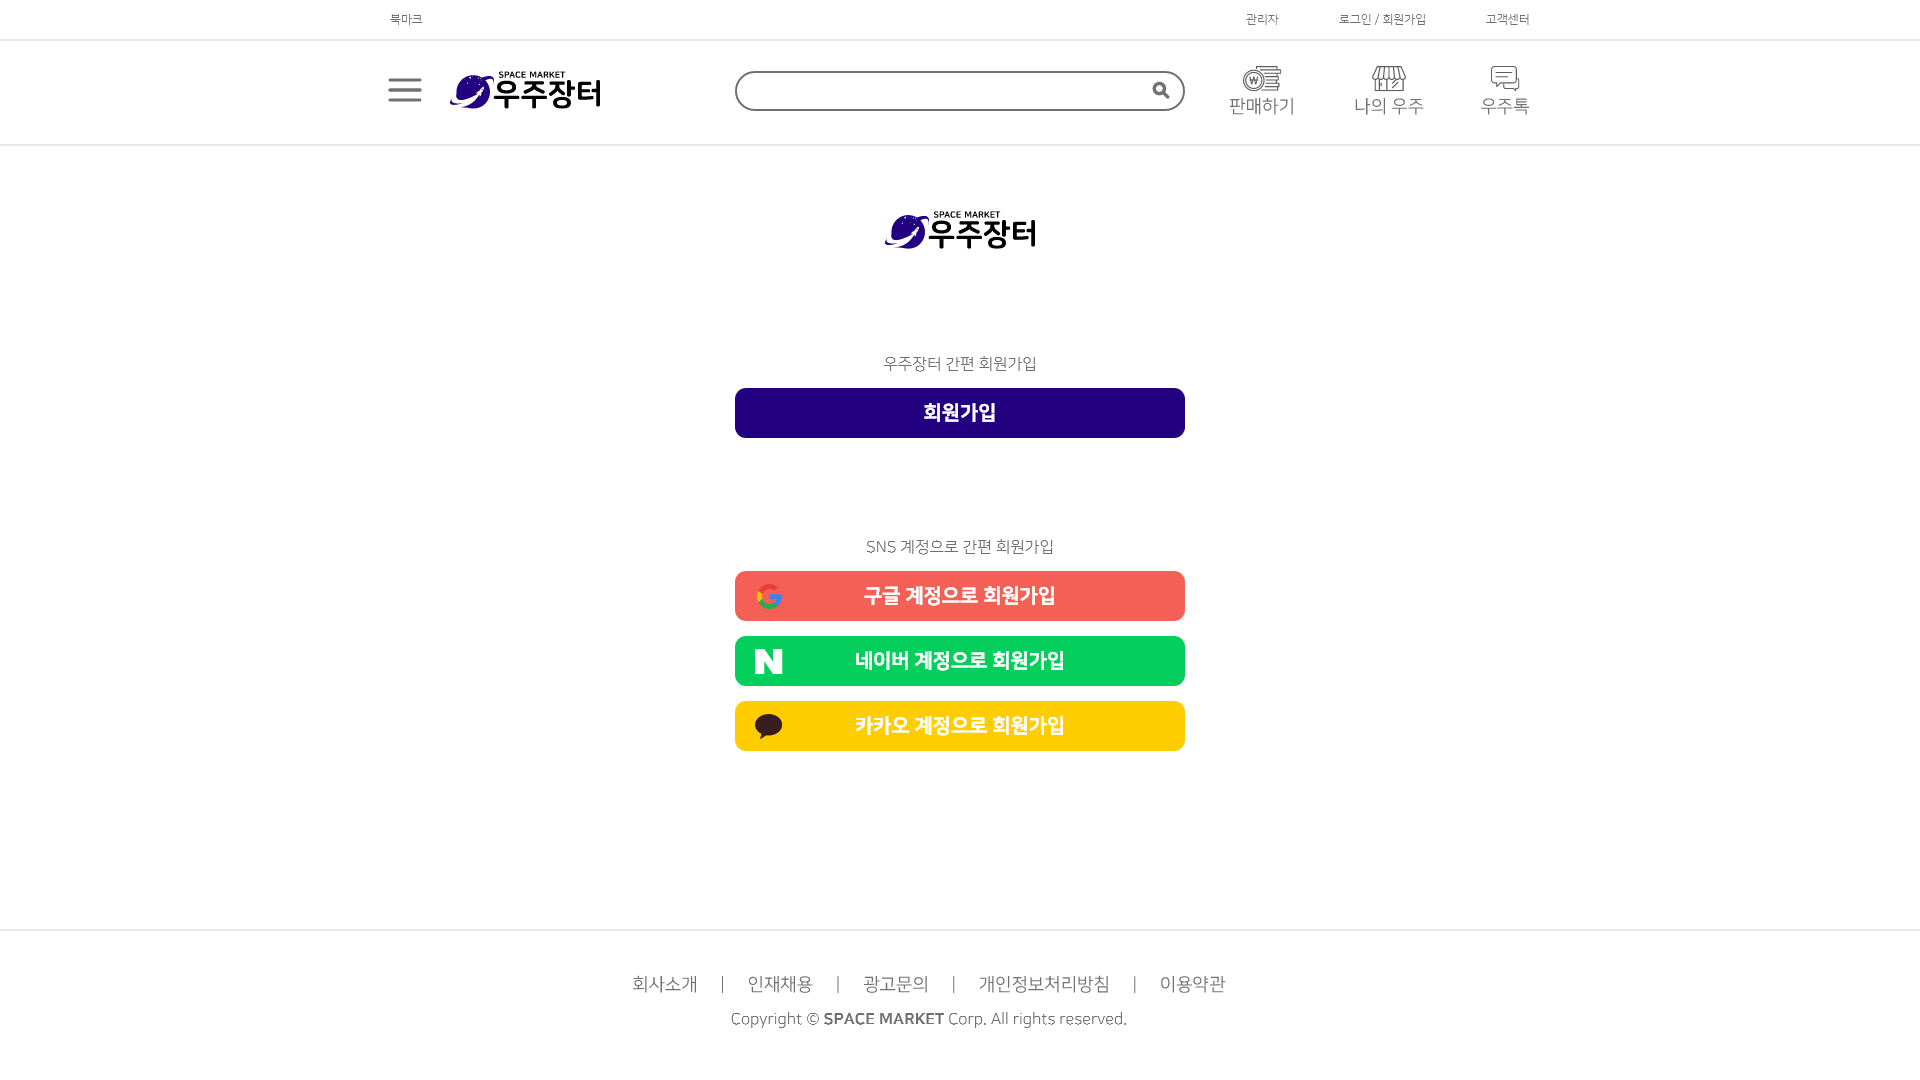 북마크 관리자 로그인 / 회원가입 고객센터
SPACE MARKET
우주장터
판매하기 나의 우주 우주톡
SPACE MARKET
우주장터
우주장터 간편 회원가입
회원가입
SNS 계정으로 간편 회원가입
구글 계정으로 회원가입
네이버 계정으로 회원가입
카카오 계정으로 회원가입
회사소개 | 인재채용 | 광고문의 | 개인정보처리방침 | 이용약관
Copyright © SPACE MARKET Corp. All rights reserved.